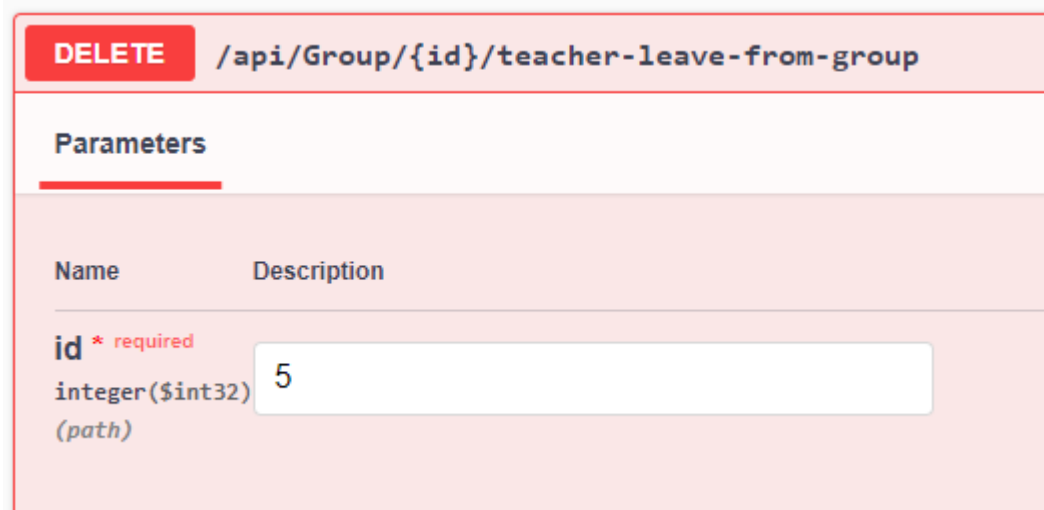 DELETE /api/Group/{id}/teacher-leave-from-group
Parameters
Name Description
id * required
integer($int32)
(path)
5